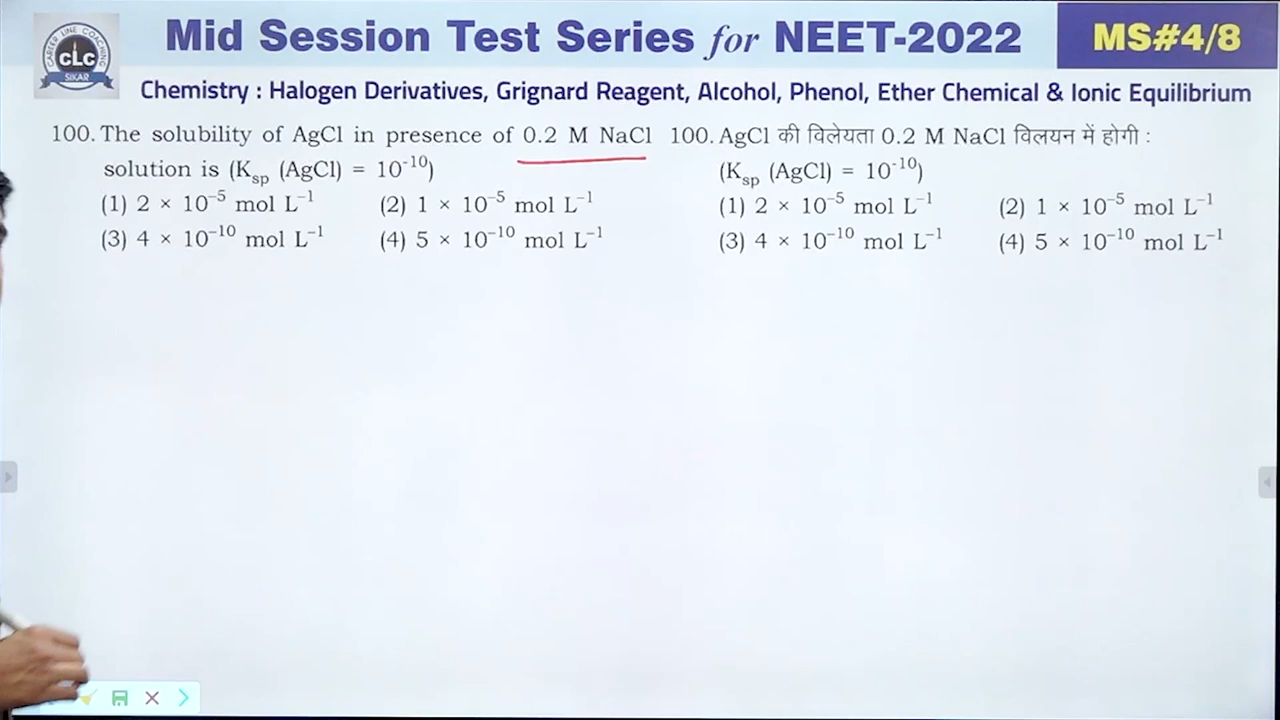 Mid Session Test Series for NEET-2022
MS#4/8
CAREER LINE COACHING
CLC
SIKAR
Chemistry : Halogen Derivatives, Grignard Reagent, Alcohol, Phenol, Ether Chemical & Ionic Equilibrium
100. The solubility of AgCl in presence of 0.2 M NaCl
solution is (Ksp (AgCl) = 10⁻¹⁰)
(1) 2 × 10⁻⁵ mol L⁻¹ (2) 1 × 10⁻⁵ mol L⁻¹
(3) 4 × 10⁻¹⁰ mol L⁻¹ (4) 5 × 10⁻¹⁰ mol L⁻¹
100. AgCl की विलेयता 0.2 M NaCl विलयन में होगी :
(Ksp (AgCl) = 10⁻¹⁰)
(1) 2 × 10⁻⁵ mol L⁻¹ (2) 1 × 10⁻⁵ mol L⁻¹
(3) 4 × 10⁻¹⁰ mol L⁻¹ (4) 5 × 10⁻¹⁰ mol L⁻¹